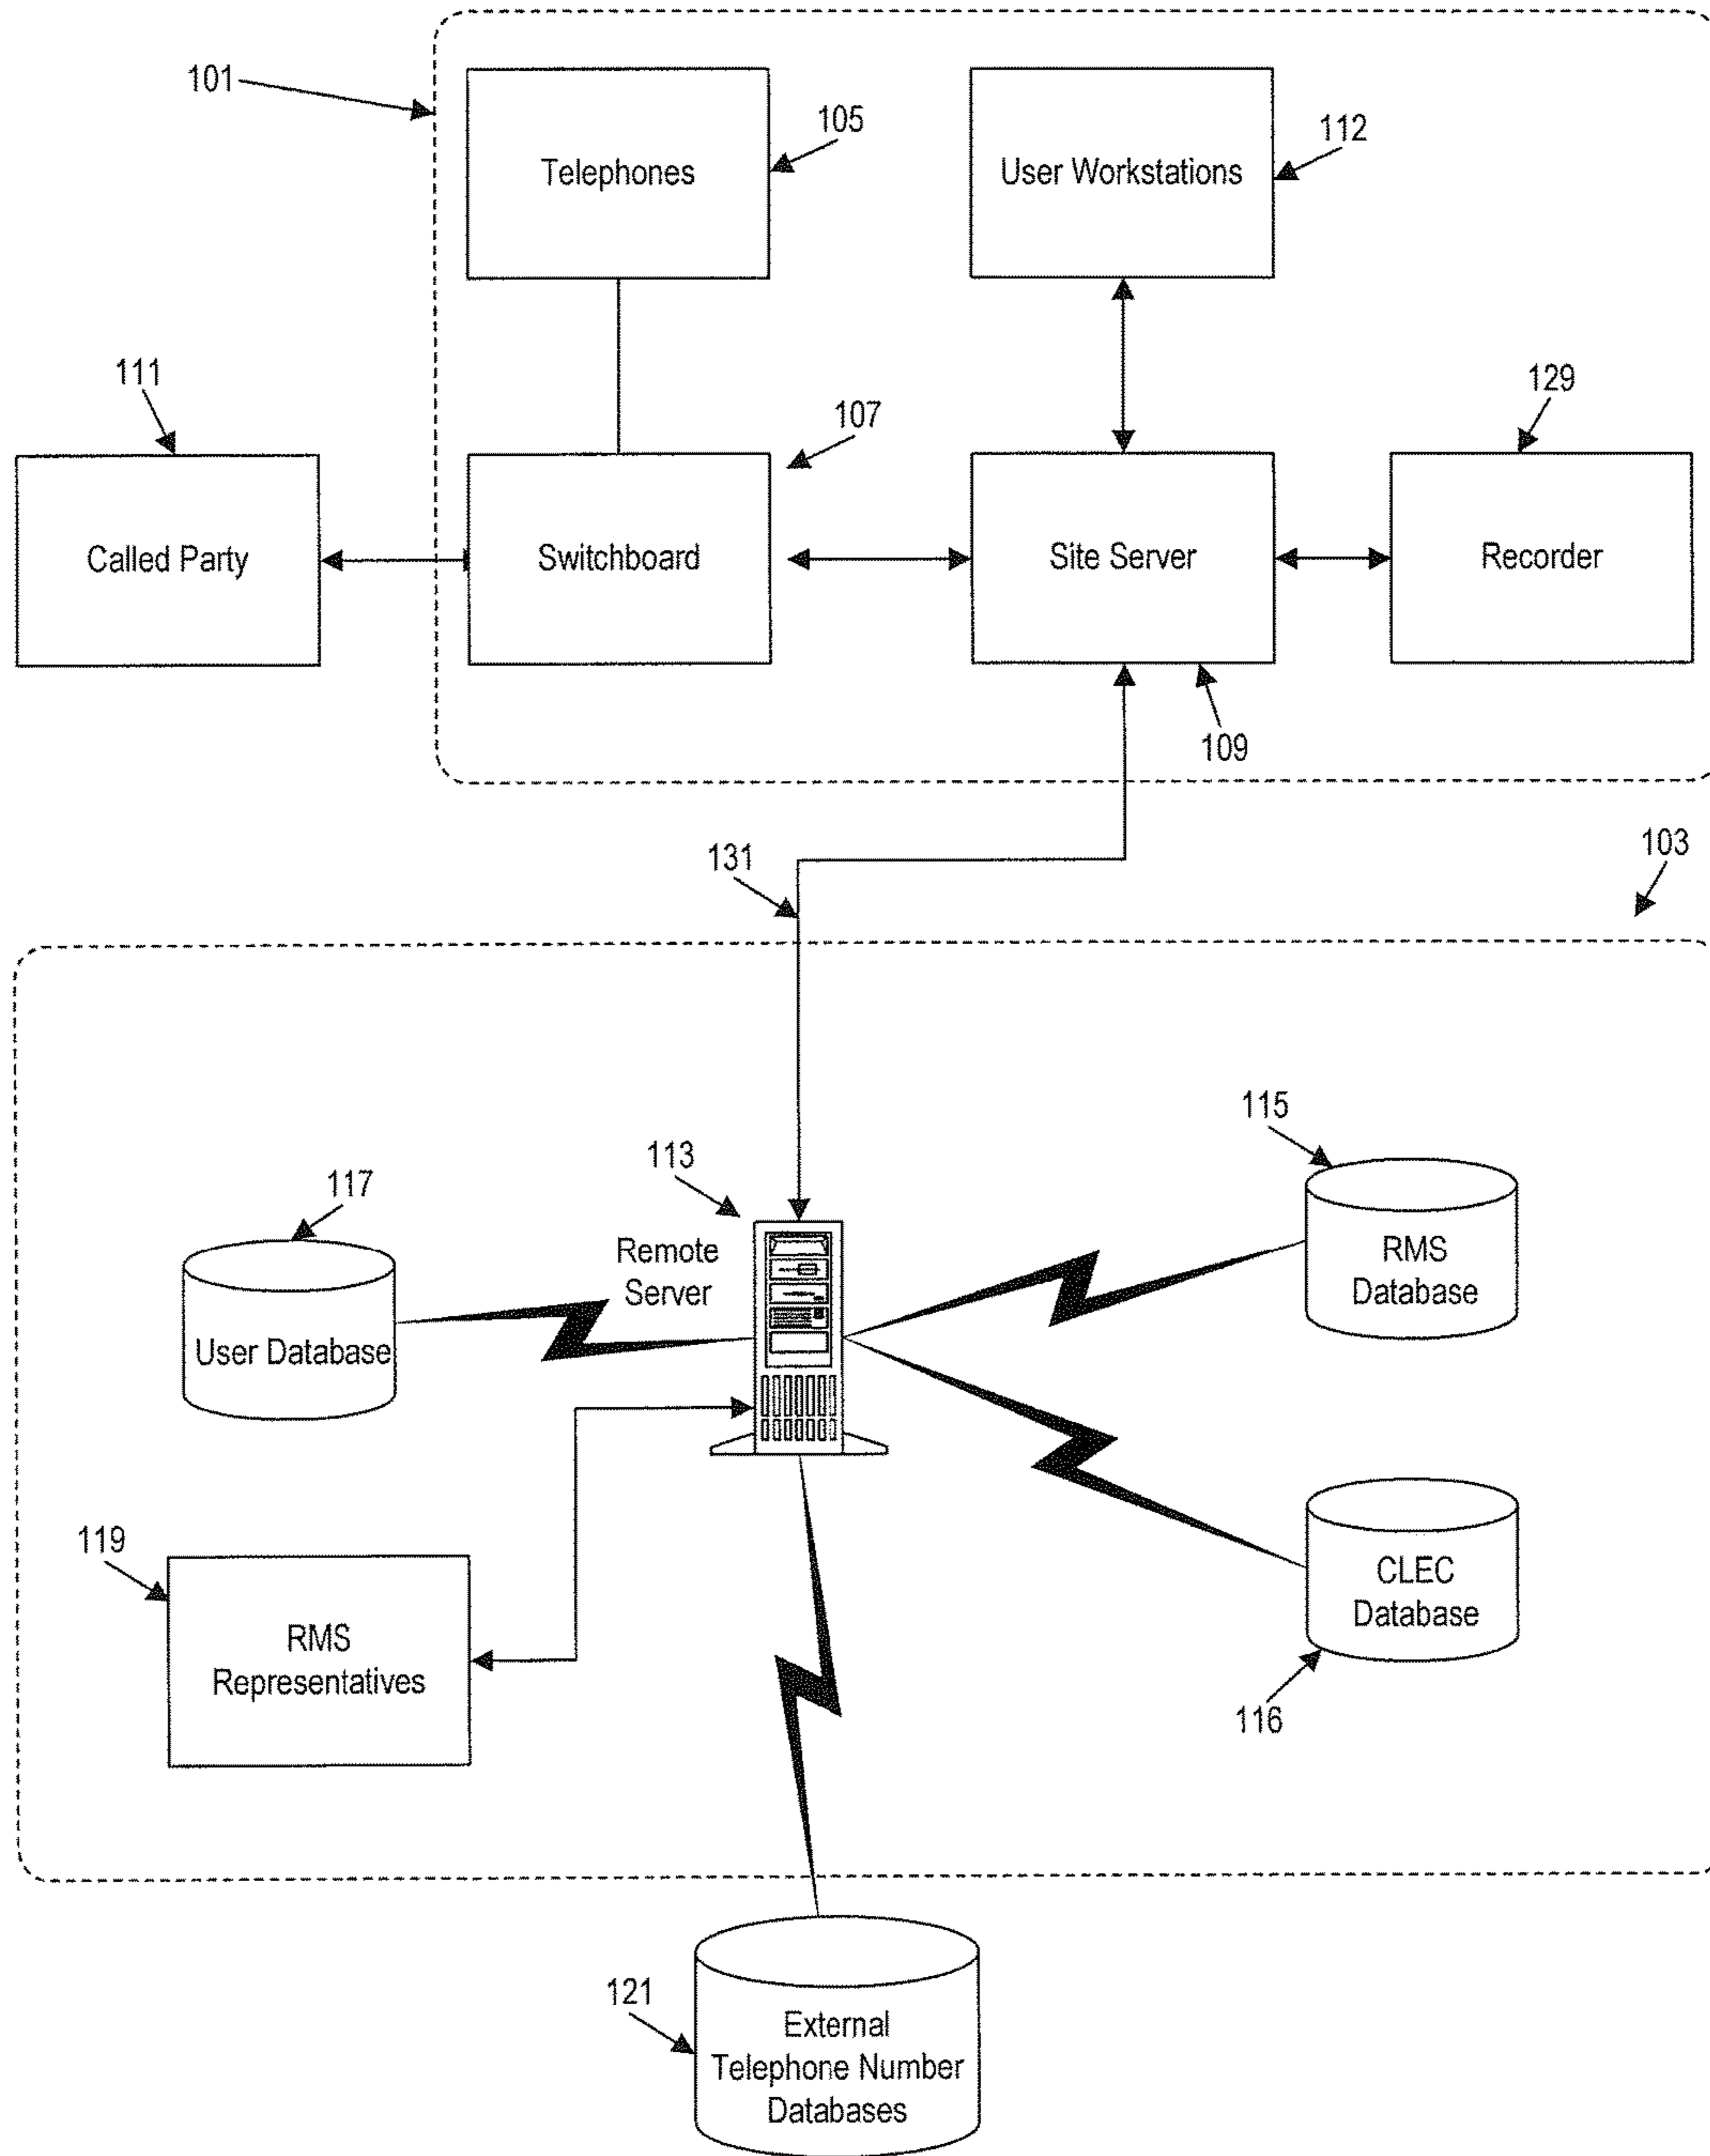 101
Telephones
105
User Workstations
112
111
Called Party
107
Switchboard
Site Server
109
129
Recorder
131
103
117
User Database
113
Remote
Server
115
RMS
Database
119
RMS
Representatives
CLEC
Database
116
121
External
Telephone Number
Databases